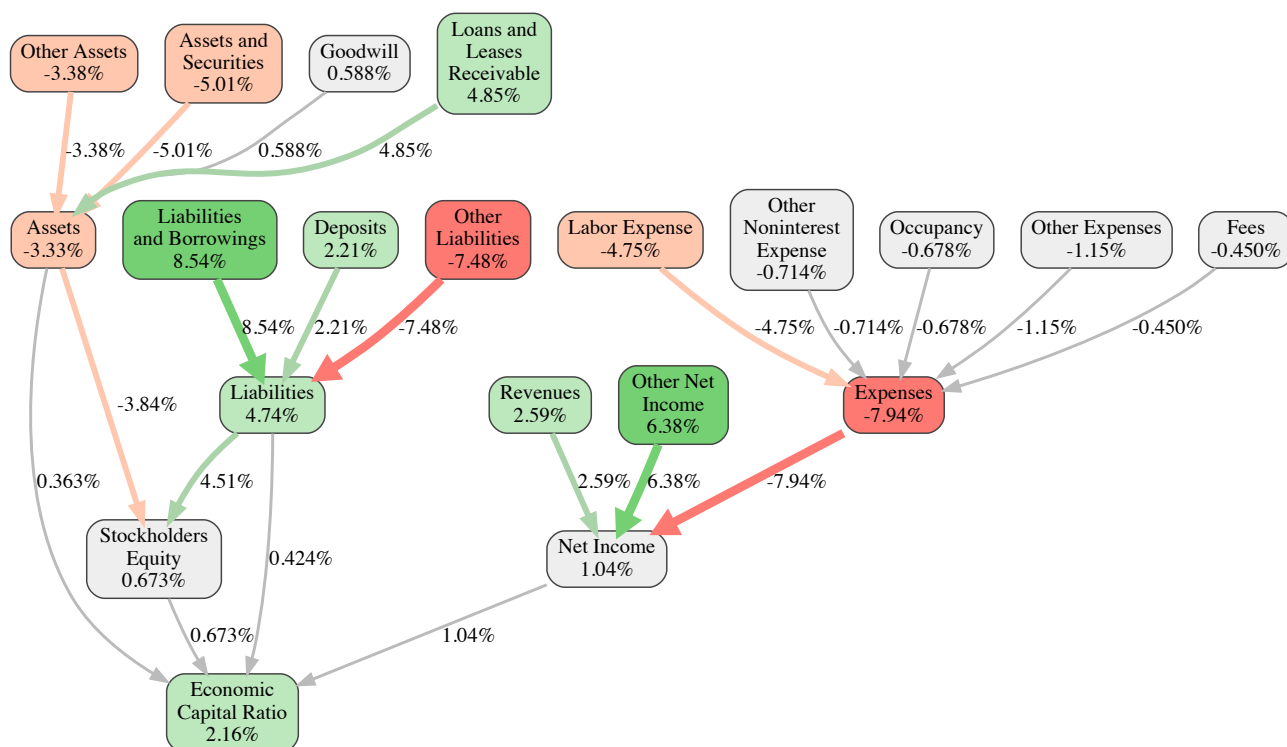 Other Assets
-3.38%
Assets and
Securities
-5.01%
Goodwill
0.588%
Loans and
Leases
Receivable
4.85%
-3.38%
-5.01%
0.588%
4.85%
Assets
-3.33%
Liabilities
and Borrowings
8.54%
Deposits
2.21%
Other
Liabilities
-7.48%
Labor Expense
-4.75%
Other
Noninterest
Expense
-0.714%
Occupancy
-0.678%
Other Expenses
-1.15%
Fees
-0.450%
8.54%
2.21%
-7.48%
-4.75%
-0.714%
-0.678%
-1.15%
-0.450%
-3.84%
Liabilities
4.74%
Revenues
2.59%
Other Net
Income
6.38%
Expenses
-7.94%
0.363%
4.51%
2.59%
6.38%
-7.94%
Stockholders
Equity
0.673%
0.424%
Net Income
1.04%
0.673%
1.04%
Economic
Capital Ratio
2.16%